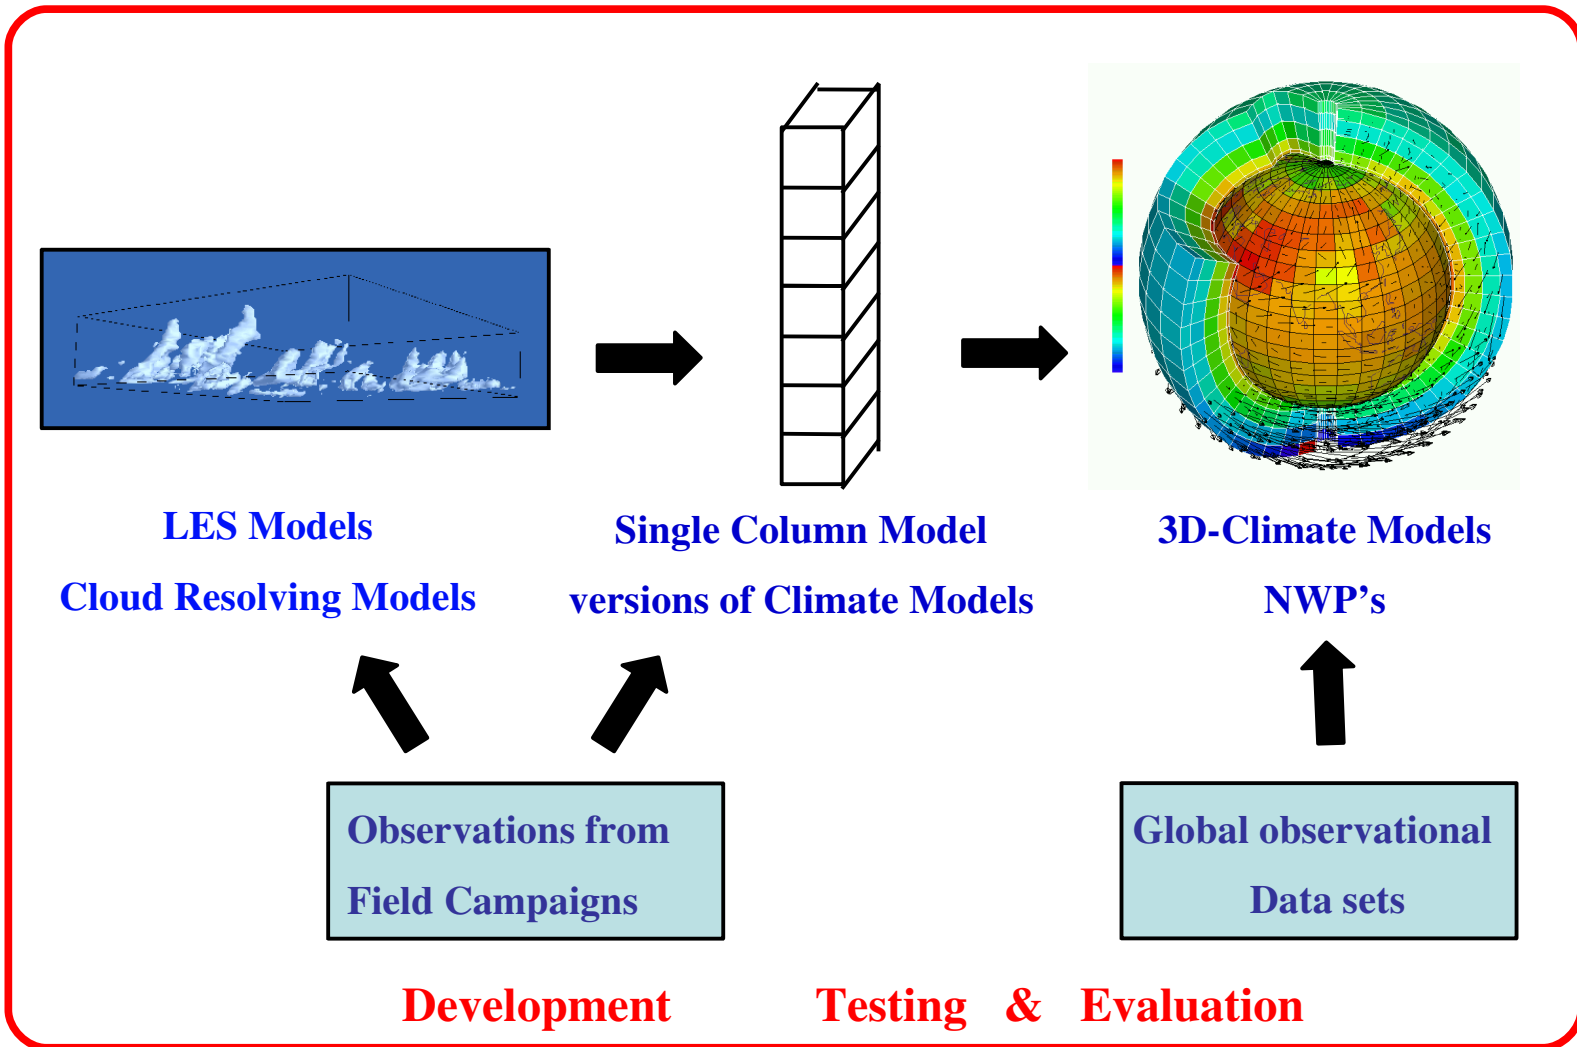 LES Models
Cloud Resolving Models
Single Column Model
versions of Climate Models
3D-Climate Models
NWP’s
Observations from
Field Campaigns
Global observational
Data sets
Development Testing & Evaluation